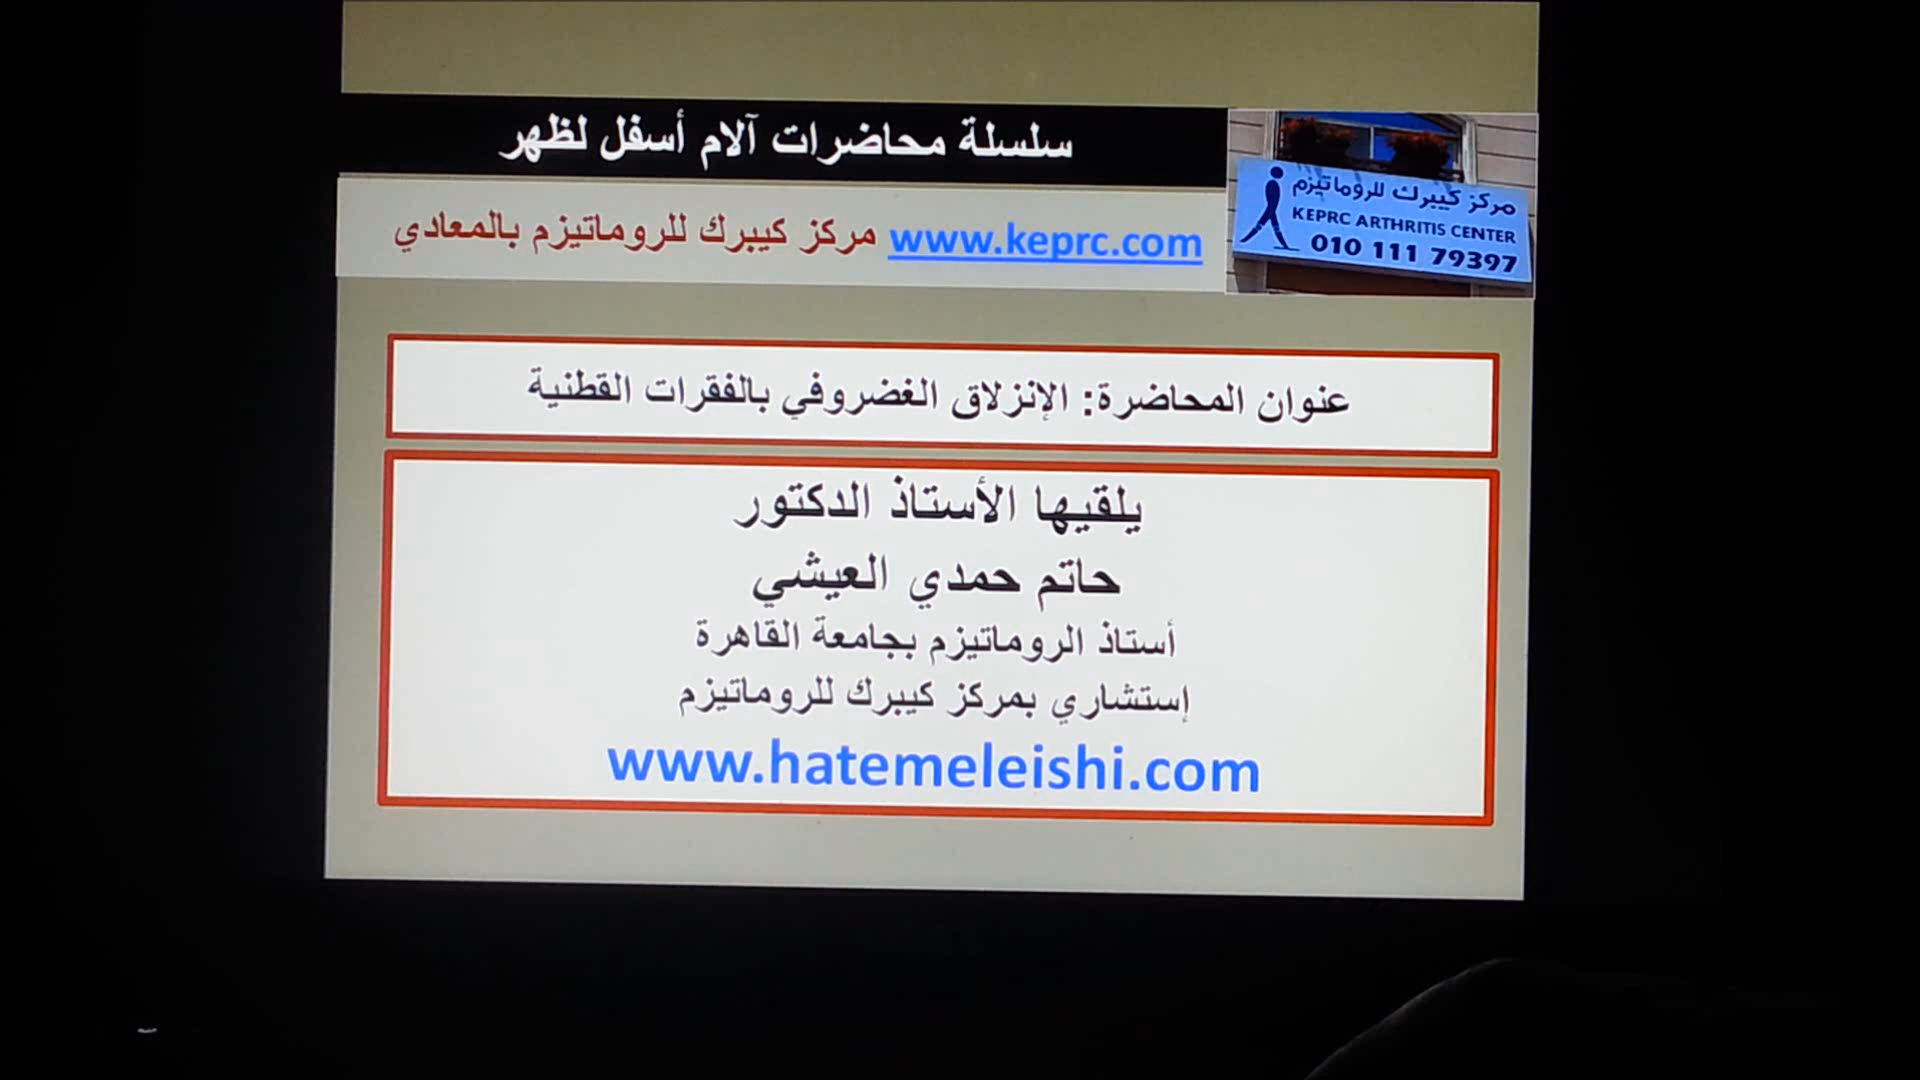 سلسلة محاضرات آلام أسفل لظهر
مركز كيبرك للروماتيزم
KEPRC ARTHRITIS CENTER
010 111 79397
www.keprc.com مركز كيبرك للروماتيزم بالمعادي
عنوان المحاضرة: الإنزلاق الغضروفي بالفقرات القطنية
يلقيها الأستاذ الدكتور
حاتم حمدي العيشي
أستاذ الروماتيزم بجامعة القاهرة
إستشاري بمركز كيبرك للروماتيزم
www.hatemeleishi.com